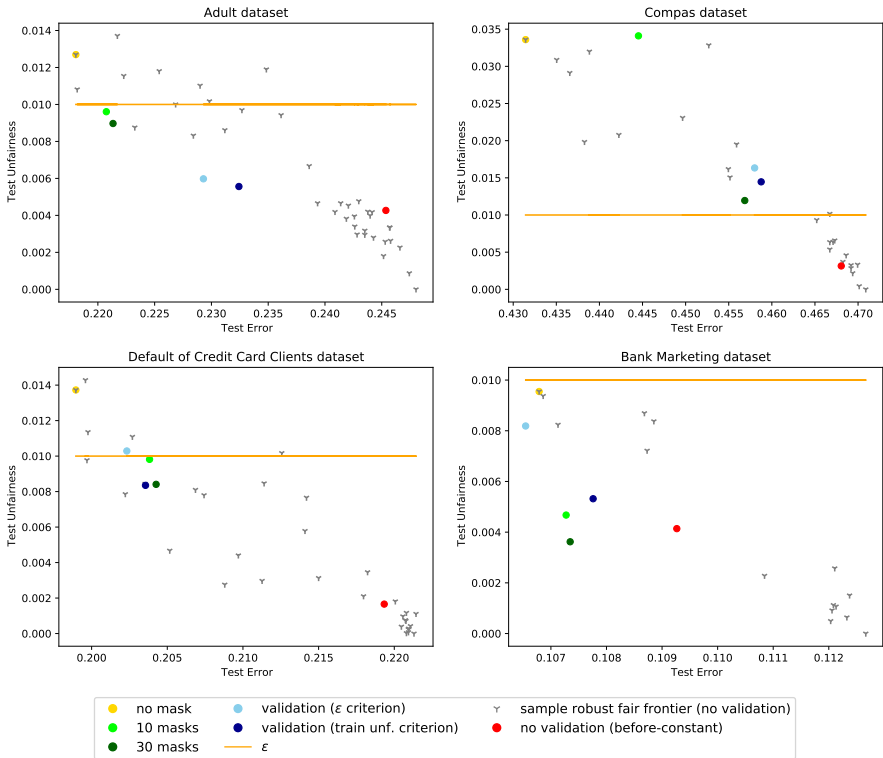 Adult dataset
0.014
0.012
0.010
0.008
0.006
0.004
0.002
0.000
Test Unfairness
0.220 0.225 0.230 0.235 0.240 0.245
Test Error
Compas dataset
0.035
0.030
0.025
0.020
0.015
0.010
0.005
0.000
Test Unfairness
0.430 0.435 0.440 0.445 0.450 0.455 0.460 0.465 0.470
Test Error
Default of Credit Card Clients dataset
0.014
0.012
0.010
0.008
0.006
0.004
0.002
0.000
Test Unfairness
0.200 0.205 0.210 0.215 0.220
Test Error
Bank Marketing dataset
0.010
0.008
0.006
0.004
0.002
0.000
Test Unfairness
0.107 0.108 0.109 0.110 0.111 0.112
Test Error
no mask
10 masks
30 masks
validation (ε criterion)
validation (train unf. criterion)
ε
sample robust fair frontier (no validation)
no validation (before-constant)